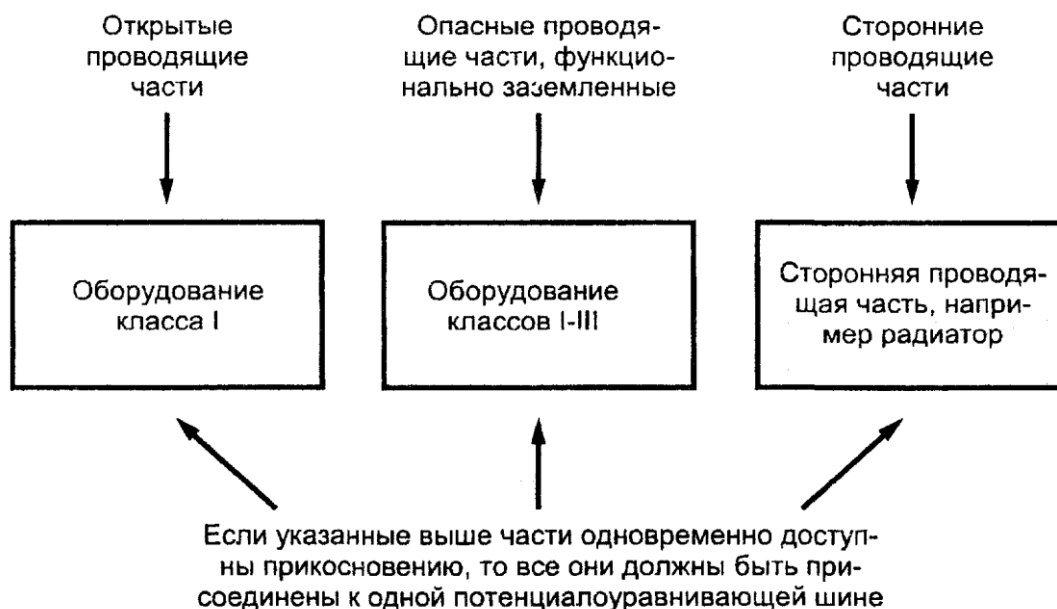 Открытые
проводящие
части
Опасные проводя-
щие части, функцио-
нально заземленные
Сторонние
проводящие
части
Оборудование
класса I
Оборудование
классов I-III
Сторонняя проводя-
щая часть, напри-
мер радиатор
Если указанные выше части одновременно доступ-
ны прикосновению, то все они должны быть при-
соединены к одной потенциалоуравнивающей шине